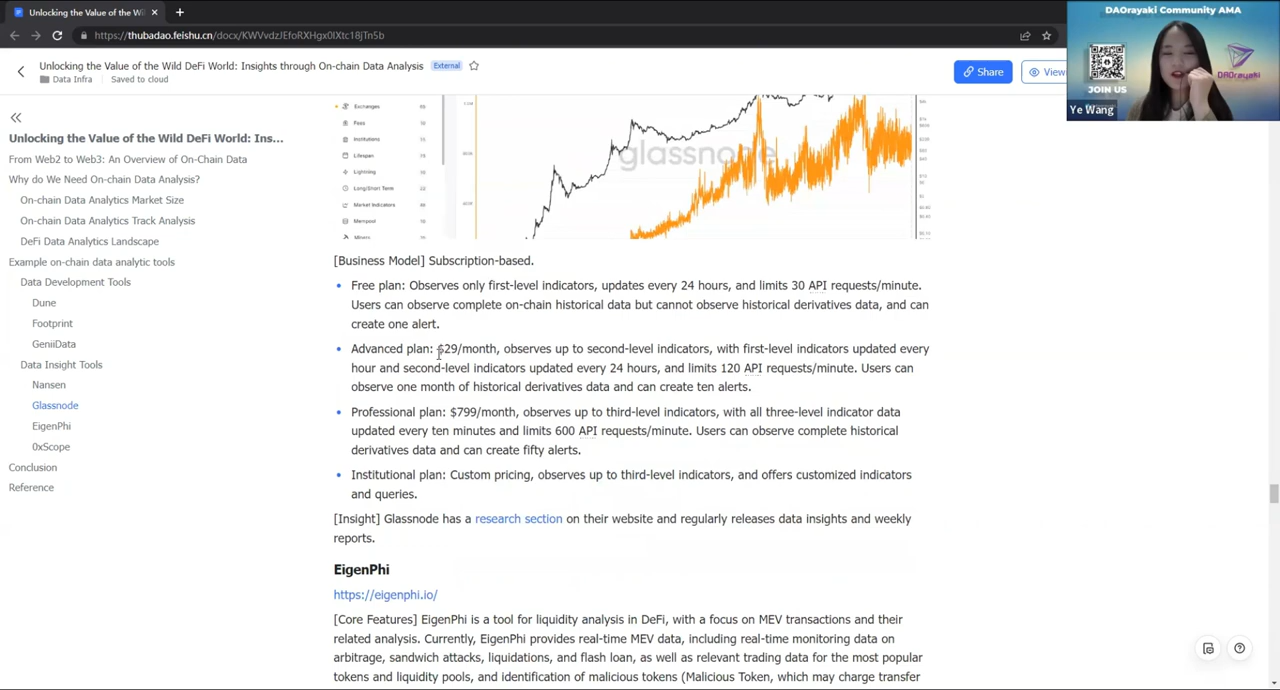 Unlocking the Value of the Wil
https://thubadao.feishu.cn/docx/KWVvdzJEfoRXHgx0IXtc18jTn5b
Unlocking the Value of the Wild DeFi World: Insights through On-chain Data Analysis External
Data Infra Saved to cloud
Share
View
DAOrayaki Community AMA
JOIN US
DAOrayaki
Ye Wang
Unlocking the Value of the Wild DeFi World: Ins...
From Web2 to Web3: An Overview of On-Chain Data
Why do We Need On-chain Data Analysis?
On-chain Data Analytics Market Size
On-chain Data Analytics Track Analysis
DeFi Data Analytics Landscape
Example on-chain data analytic tools
Data Development Tools
Dune
Footprint
GeniiData
Data Insight Tools
Nansen
Glassnode
EigenPhi
0xScope
Conclusion
Reference
Exchanges
Fees
Institutions
Lifespan
Lightning
Long/Short Term
Market Indicators
Mempool
glassnode
[Business Model] Subscription-based.
Free plan: Observes only first-level indicators, updates every 24 hours, and limits 30 API requests/minute.
Users can observe complete on-chain historical data but cannot observe historical derivatives data, and can
create one alert.
Advanced plan: $29/month, observes up to second-level indicators, with first-level indicators updated every
hour and second-level indicators updated every 24 hours, and limits 120 API requests/minute. Users can
observe one month of historical derivatives data and can create ten alerts.
Professional plan: $799/month, observes up to third-level indicators, with all three-level indicator data
updated every ten minutes and limits 600 API requests/minute. Users can observe complete historical
derivatives data and can create fifty alerts.
Institutional plan: Custom pricing, observes up to third-level indicators, and offers customized indicators
and queries.
[Insight] Glassnode has a research section on their website and regularly releases data insights and weekly
reports.
EigenPhi
https://eigenphi.io/
[Core Features] EigenPhi is a tool for liquidity analysis in DeFi, with a focus on MEV transactions and their
related analysis. Currently, EigenPhi provides real-time MEV data, including real-time monitoring data on
arbitrage, sandwich attacks, liquidations, and flash loan, as well as relevant trading data for the most popular
tokens and liquidity pools, and identification of malicious tokens (Malicious Token, which may charge transfer